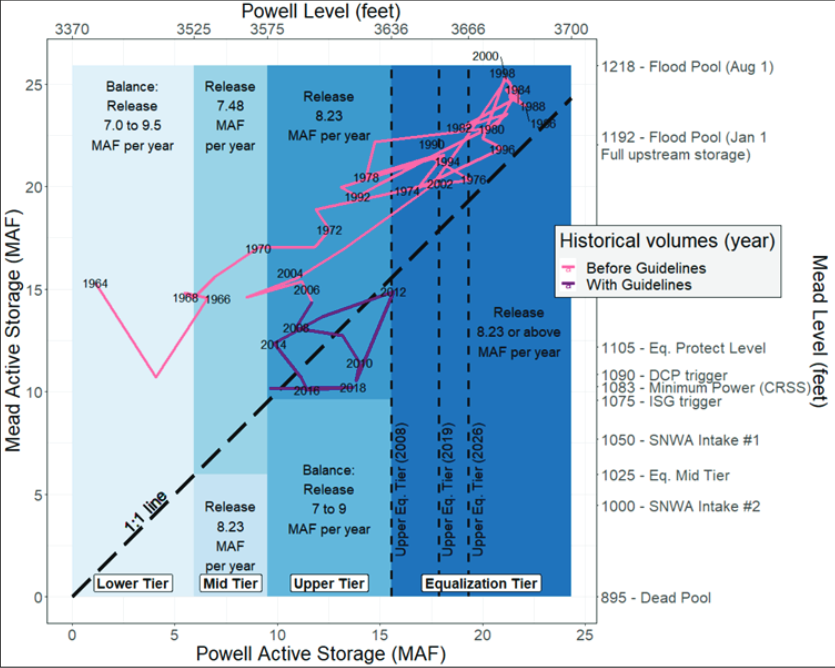 Powell Level (feet)
3370 3525 3575 3636 3666 3700
Mead Active Storage (MAF)
25
20
15
10
5
0
Balance:
Release
7.0 to 9.5
MAF per year
Release
7.48
MAF
per year
Release
8.23
MAF per year
2000
1998
1984
1988
1986
1982
1980
1990
1996
1994
1978
1976
2002
1974
1992
1972
1970
2004
1964
1968
1966
2006
2012
2008
2014
2010
2016
2018
Historical volumes (year)
Before Guidelines
With Guidelines
Release
8.23 or above
MAF per year
1:1 line
Release
8.23
MAF
per year
Balance:
Release
7 to 9
MAF per year
Upper Eq. Tier (2008)
Upper Eq. Tier (2019)
Upper Eq. Tier (2026)
Lower Tier
Mid Tier
Upper Tier
Equalization Tier
1218 - Flood Pool (Aug 1)
1192 - Flood Pool (Jan 1
Full upstream storage)
1105 - Eq. Protect Level
1090 - DCP trigger
1083 - Minimum Power (CRSS)
1075 - ISG trigger
1050 - SNWA Intake #1
1025 - Eq. Mid Tier
1000 - SNWA Intake #2
895 - Dead Pool
Mead Level (feet)
0 5 10 15 20 25
Powell Active Storage (MAF)